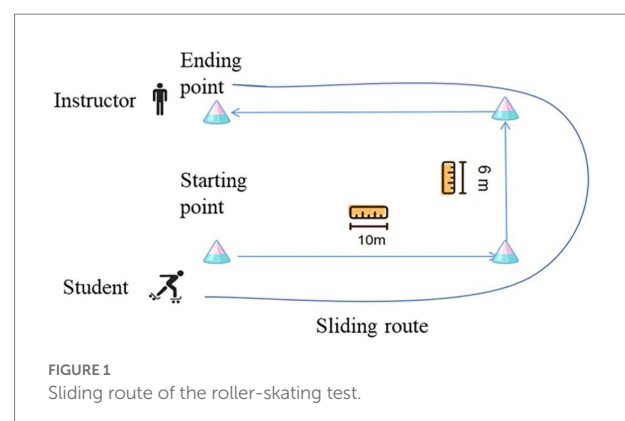 Ending
point
Instructor
Starting
point
6 m
10m
Student
Sliding route
FIGURE 1
Sliding route of the roller-skating test.